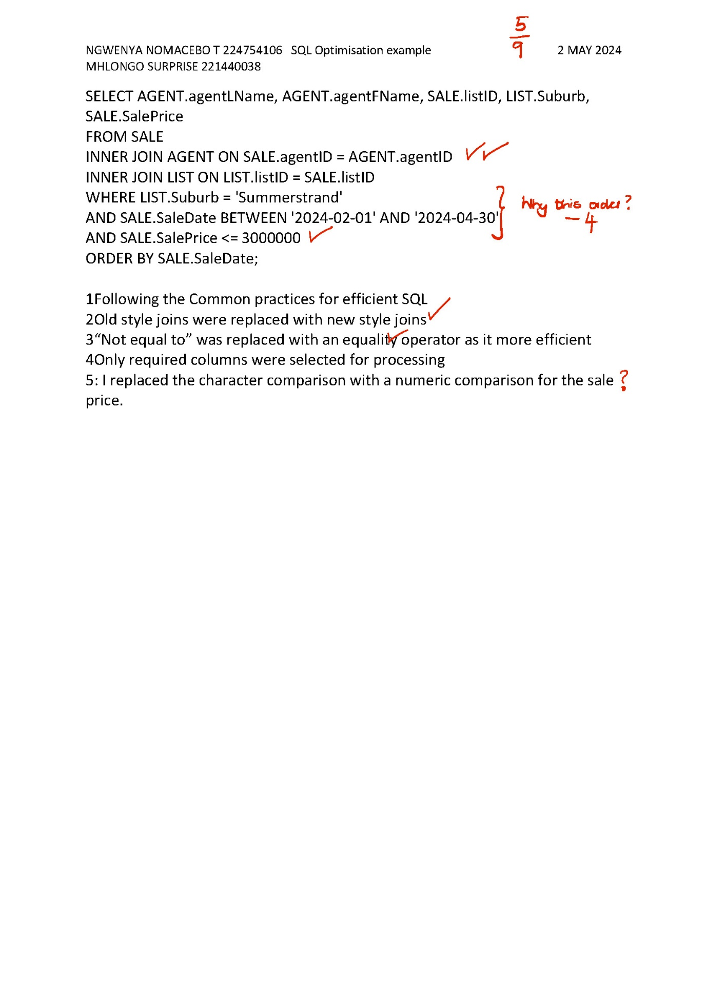 5
9
NGWENYA NOMACEBO T 224754106 SQL Optimisation example 2 MAY 2024
MHLONGO SURPRISE 221440038
SELECT AGENT.agentLName, AGENT.agentFName, SALE.listID, LIST.Suburb,
SALE.SalePrice
FROM SALE
INNER JOIN AGENT ON SALE.agentID = AGENT.agentID
INNER JOIN LIST ON LIST.listID = SALE.listID
WHERE LIST.Suburb = 'Summerstrand'
Why this order?
AND SALE.SaleDate BETWEEN '2024-02-01' AND '2024-04-30'
– 4
AND SALE.SalePrice <= 3000000
ORDER BY SALE.SaleDate;
1Following the Common practices for efficient SQL
2Old style joins were replaced with new style joins
3“Not equal to” was replaced with an equality operator as it more efficient
4Only required columns were selected for processing
5: I replaced the character comparison with a numeric comparison for the sale ?
price.